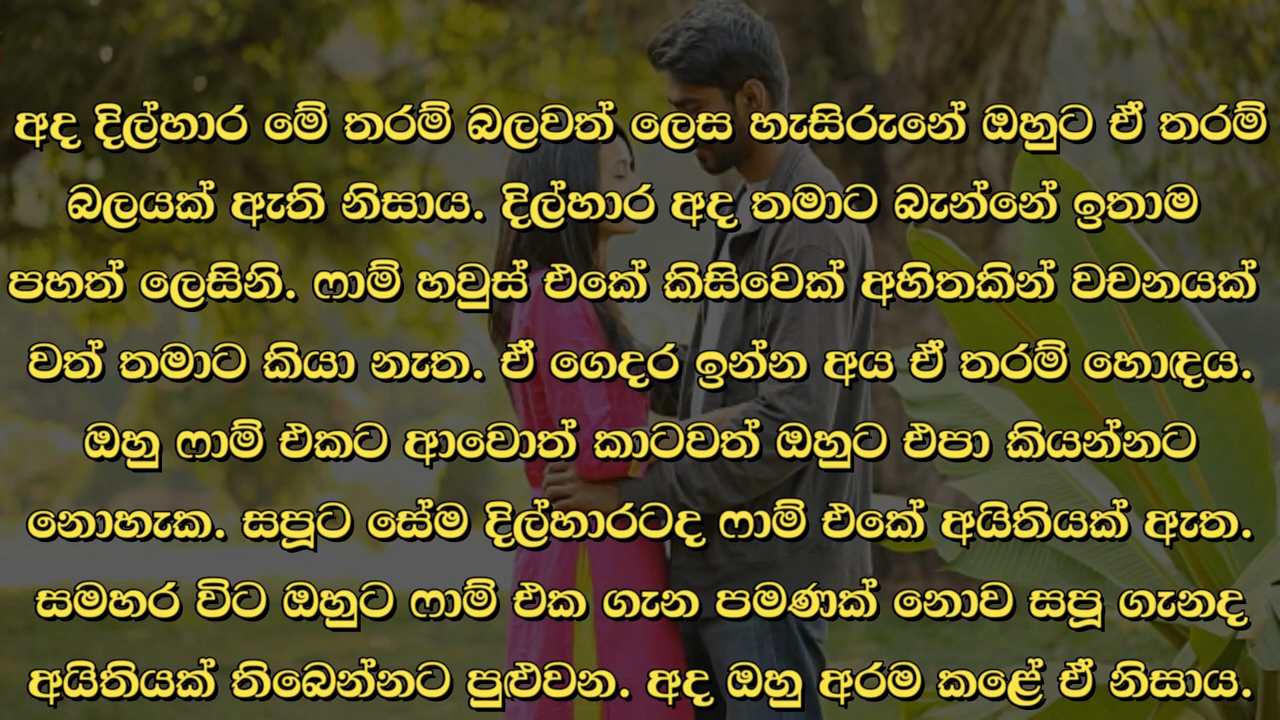 අද දිල්හාර මේ තරම් බලවත් ලෙස හැසිරුනේ ඔහුට ඒ තරම්
බලයක් ඇති නිසාය. දිල්හාර අද තමාට බැන්නේ ඉතාම
පහත් ලෙසිනි. ෆාම් හවුස් එකේ කිසිවෙක් අහිතකින් වචනයක්
වත් තමාට කියා නැත. ඒ ගෙදර ඉන්න අය ඒ තරම් හොඳය.
ඔහු ෆාම් එකට ආවොත් කාටවත් ඔහුට එපා කියන්නට
නොහැක. සපූට සේම දිල්හාරටද ෆාම් එකේ අයිතියක් ඇත.
සමහර විට ඔහුට ෆාම් එක ගැන පමණක් නොව සපූ ගැනද
අයිතියක් තිබෙන්නට පුළුවන. අද ඔහු අරම කළේ ඒ නිසාය.